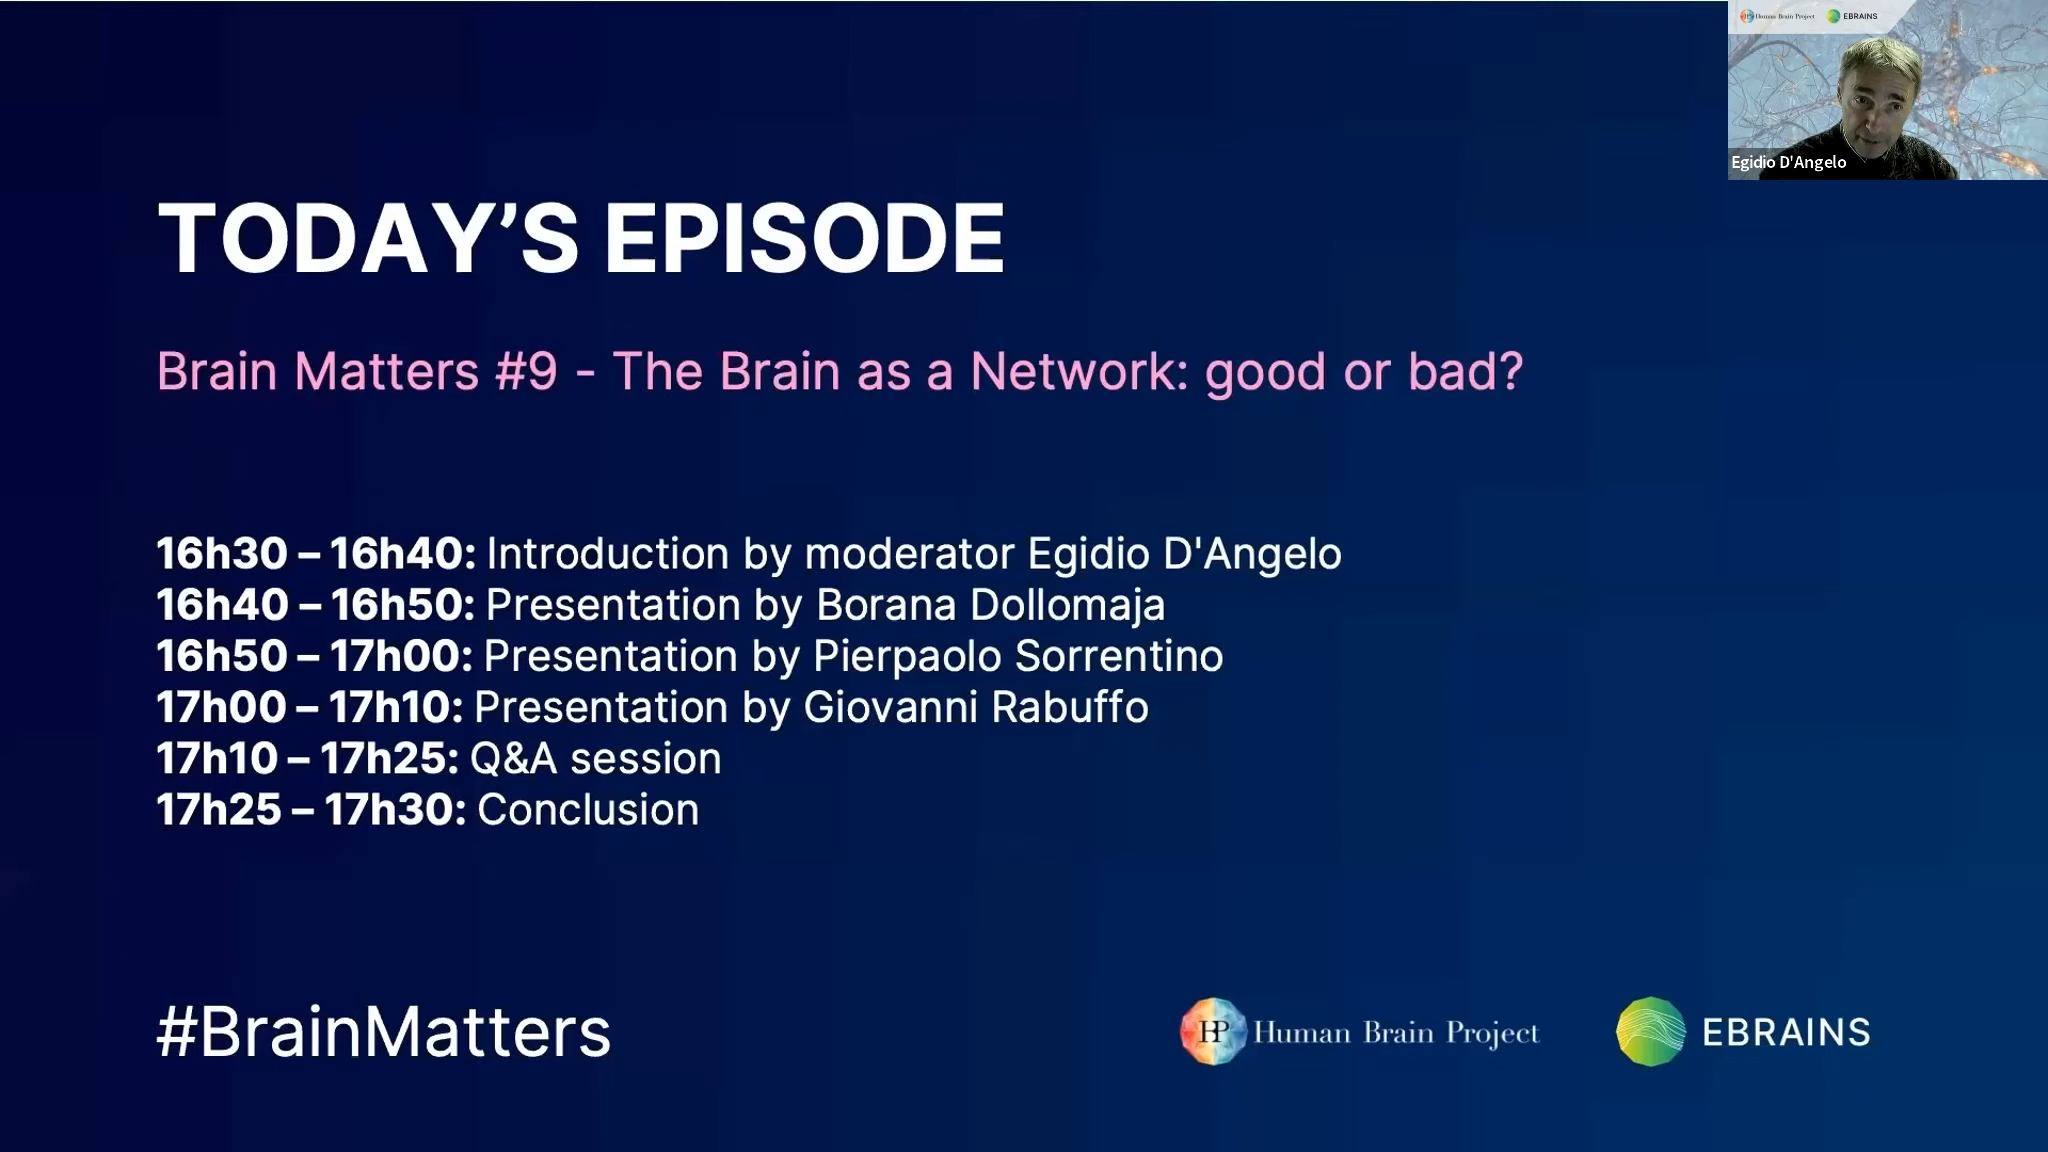 Human Brain Project
EBRAINS
Egidio D'Angelo
TODAY’S EPISODE
Brain Matters #9 - The Brain as a Network: good or bad?
16h30 – 16h40: Introduction by moderator Egidio D'Angelo
16h40 – 16h50: Presentation by Borana Dollomaja
16h50 – 17h00: Presentation by Pierpaolo Sorrentino
17h00 – 17h10: Presentation by Giovanni Rabuffo
17h10 – 17h25: Q&A session
17h25 – 17h30: Conclusion
#BrainMatters
HP Human Brain Project
EBRAINS